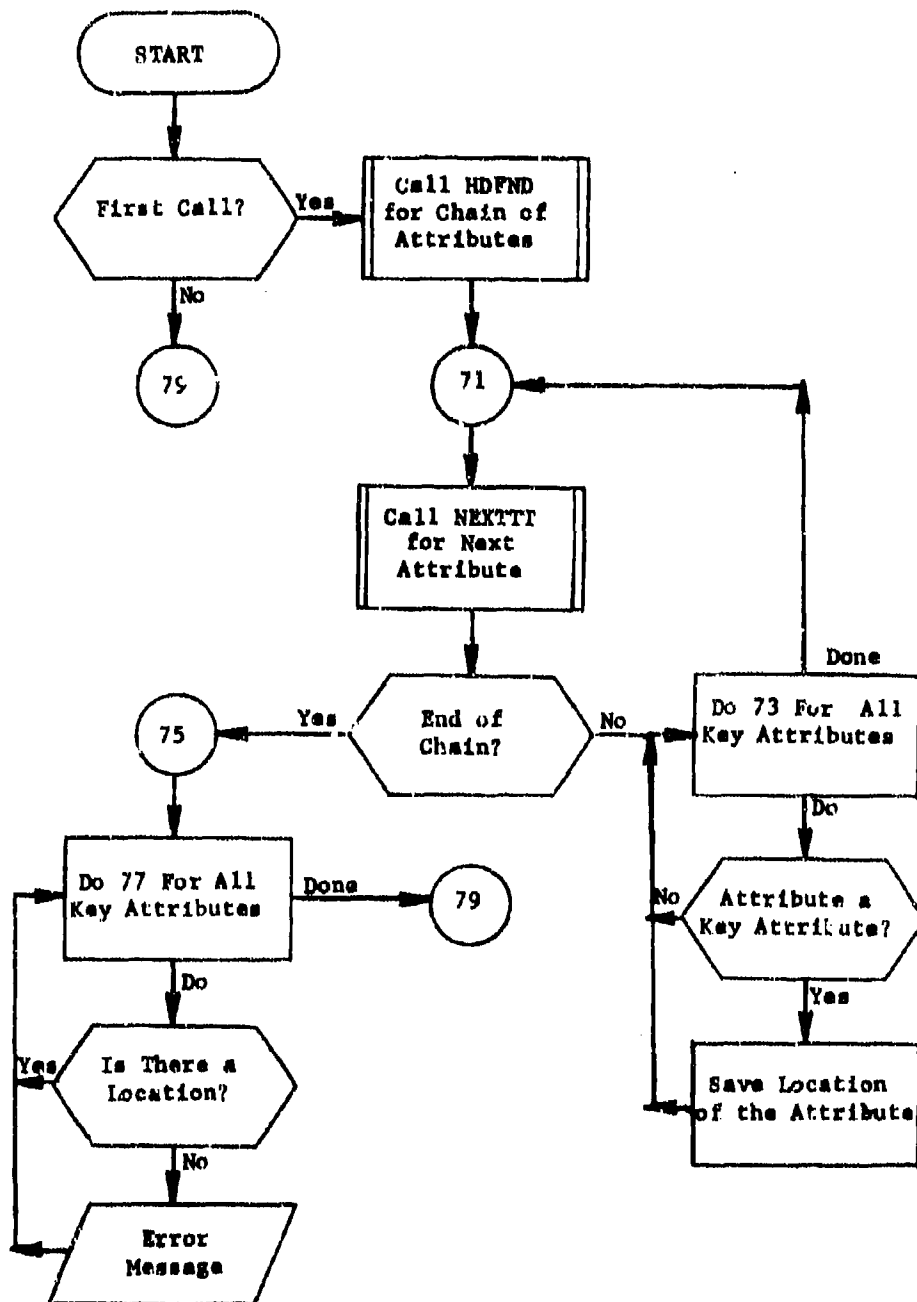 START
First Call?
Yes
Call HDFND
for Chain of
Attributes
No
79
71
Call NEXTTT
for Next
Attribute
Done
End of
Chain?
Yes
No
75
Do 73 For All
Key Attributes
Do
Do 77 For All
Key Attributes
Done
79
Attribute a
Key Attribute?
No
Yes
Do
Is There a
Location?
Yes
Save Location
of the Attribute
No
Error
Message